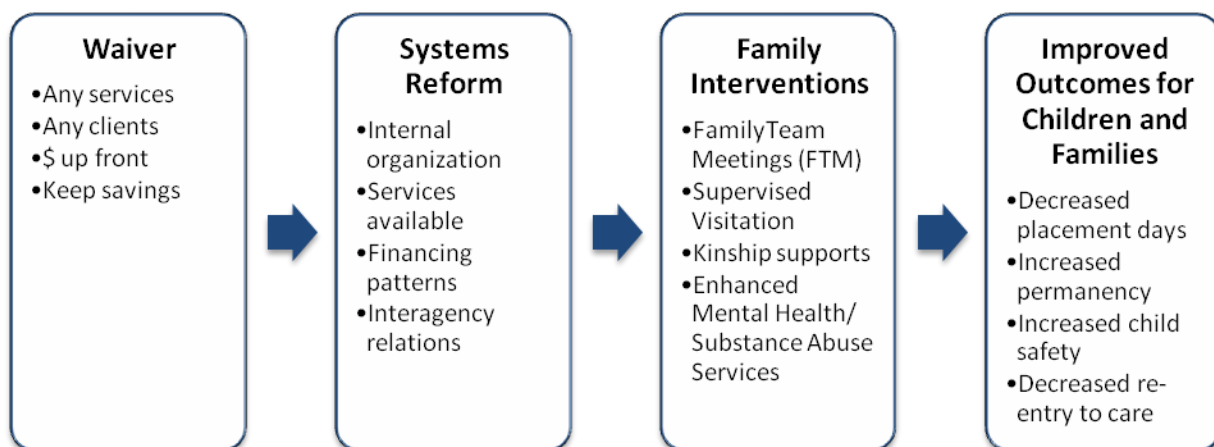 Waiver
•Any services
•Any clients
•$ up front
•Keep savings
Systems
Reform
•Internal
organization
•Services
available
•Financing
patterns
•Interagency
relations
Family
Interventions
•Family Team
Meetings (FTM)
•Supervised
Visitation
•Kinship supports
•Enhanced
Mental Health/
Substance Abuse
Services
Improved
Outcomes for
Children and
Families
•Decreased
placement days
•Increased
permanency
•Increased child
safety
•Decreased re-
entry to care